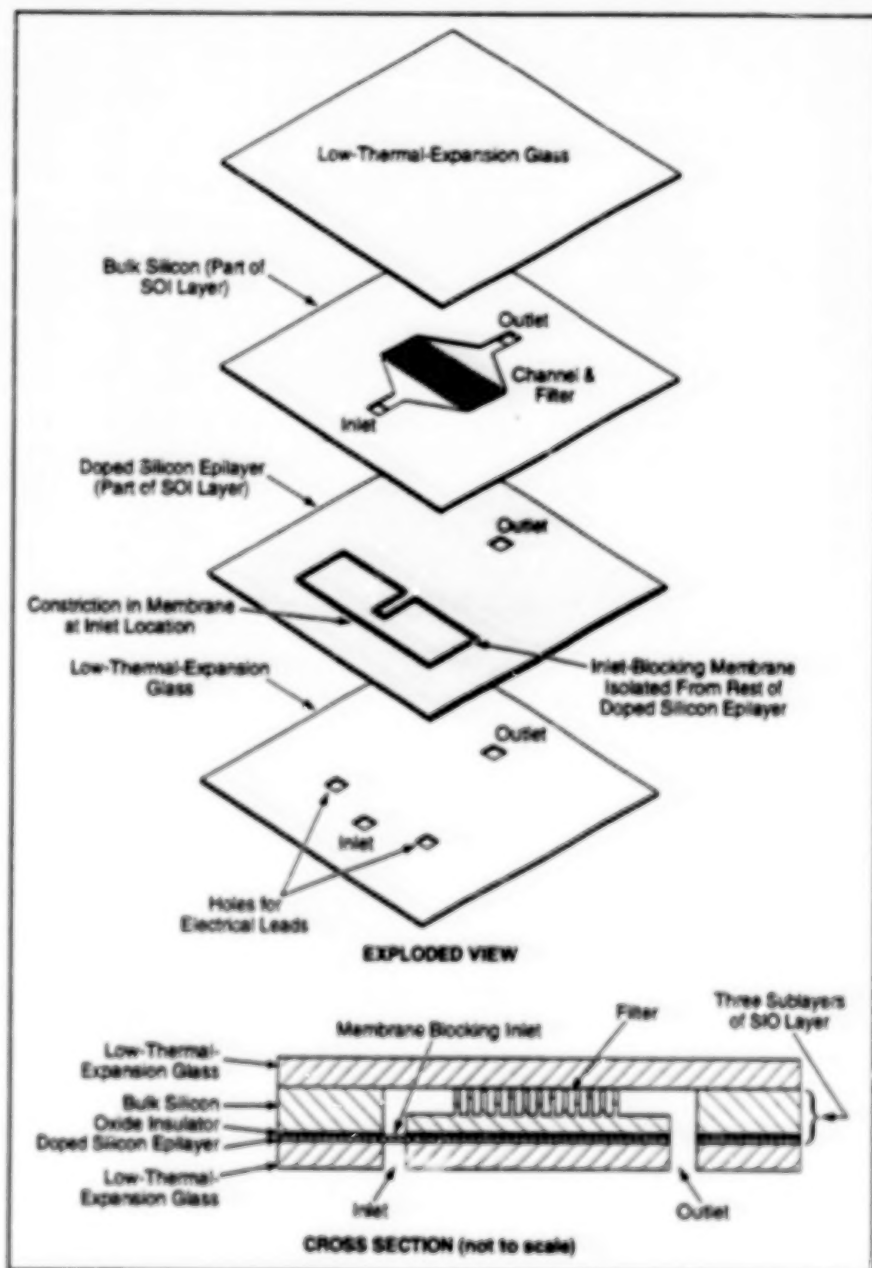 Low-Thermal-Expansion Glass
Bulk Silicon (Part of
SOI Layer)
Outlet
Channel &
Filter
Inlet
Doped Silicon Epilayer
(Part of SOI Layer)
Outlet
Constriction in Membrane
at Inlet Location
Low-Thermal-Expansion
Glass
Inlet-Blocking Membrane
Isolated From Rest of
Doped Silicon Epilayer
Outlet
Inlet
Holes for
Electrical Leads
EXPLODED VIEW
Three Sublayers
of SIO Layer
Filter
Membrane Blocking Inlet
Low-Thermal-
Expansion Glass
Bulk Silicon
Oxide Insulator
Doped Silicon Epilayer
Low-Thermal-
Expansion Glass
Inlet
Outlet
CROSS SECTION (not to scale)